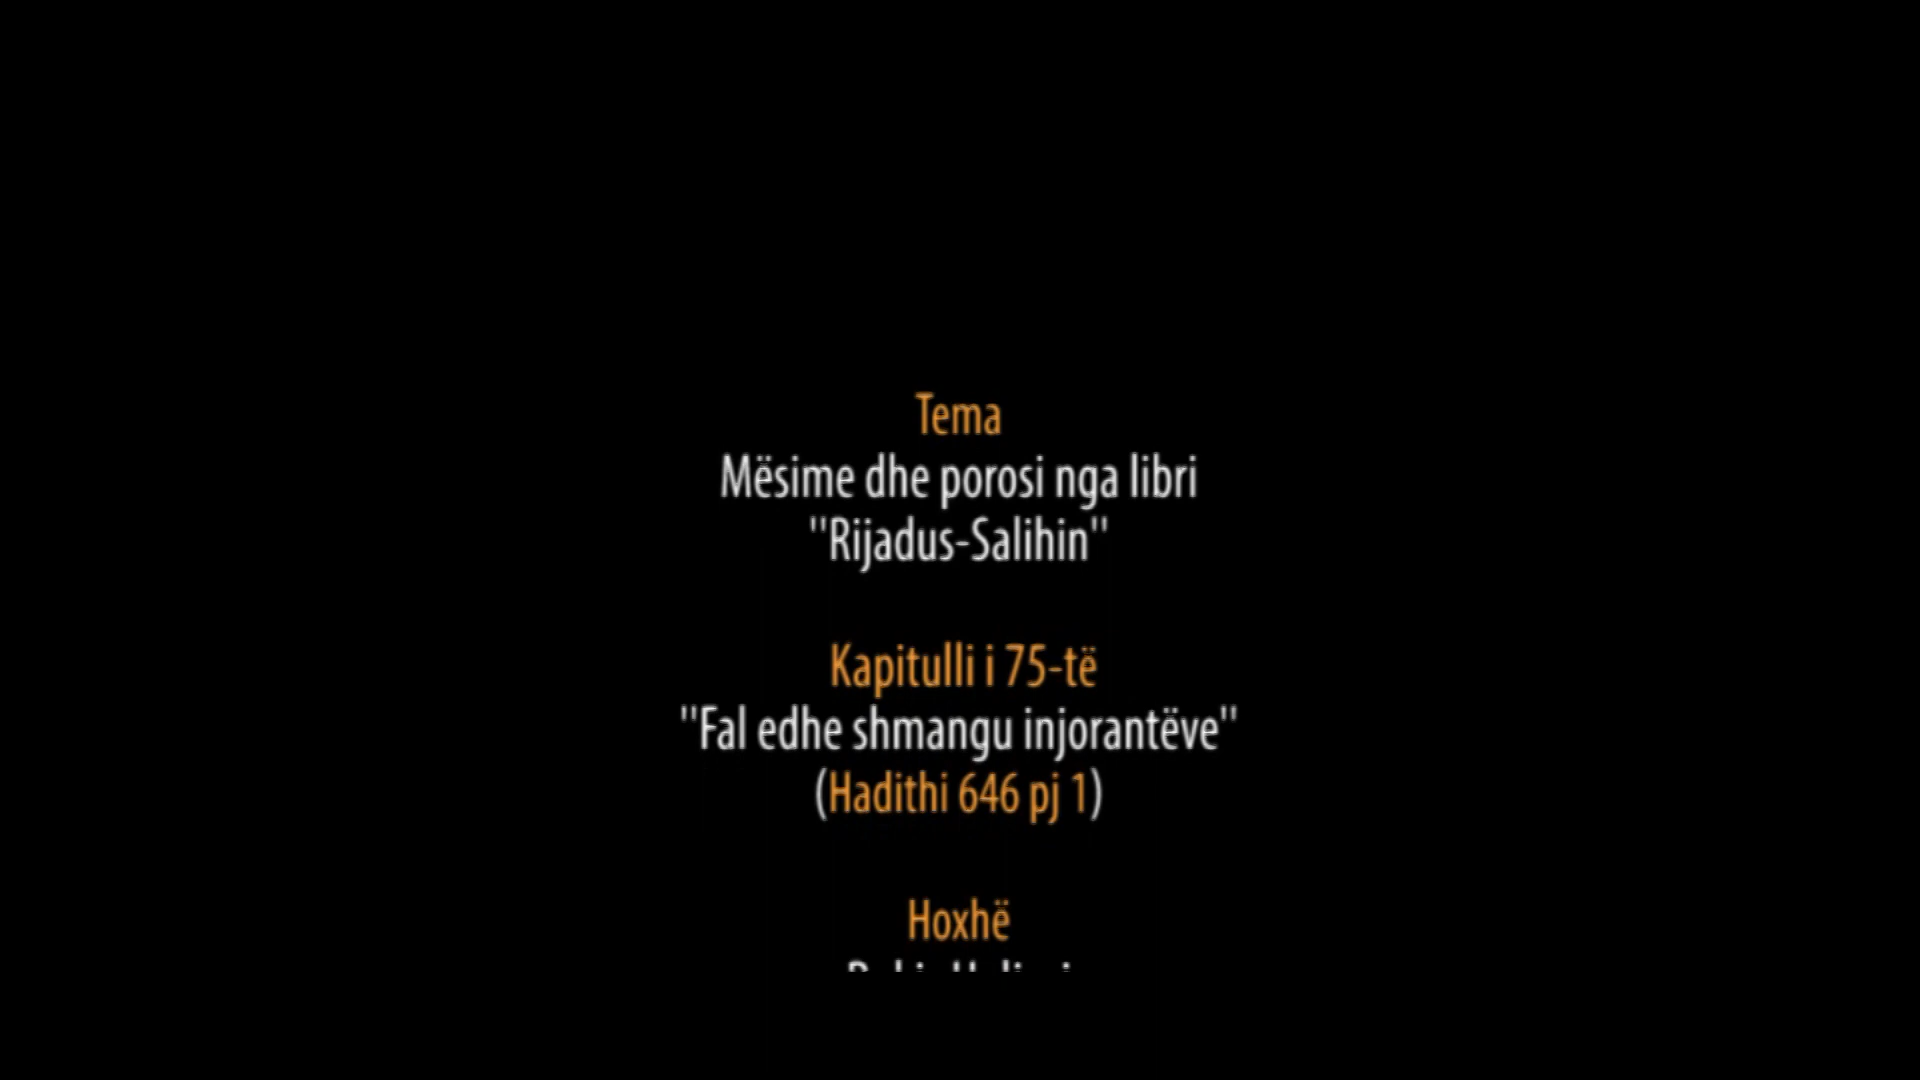 Tema
Mësime dhe porosi nga libri
"Rijadus-Salihin"
Kapitulli i 75-të
"Fal edhe shmangu injorantëve"
(Hadithi 646 pj 1)
Hoxhë